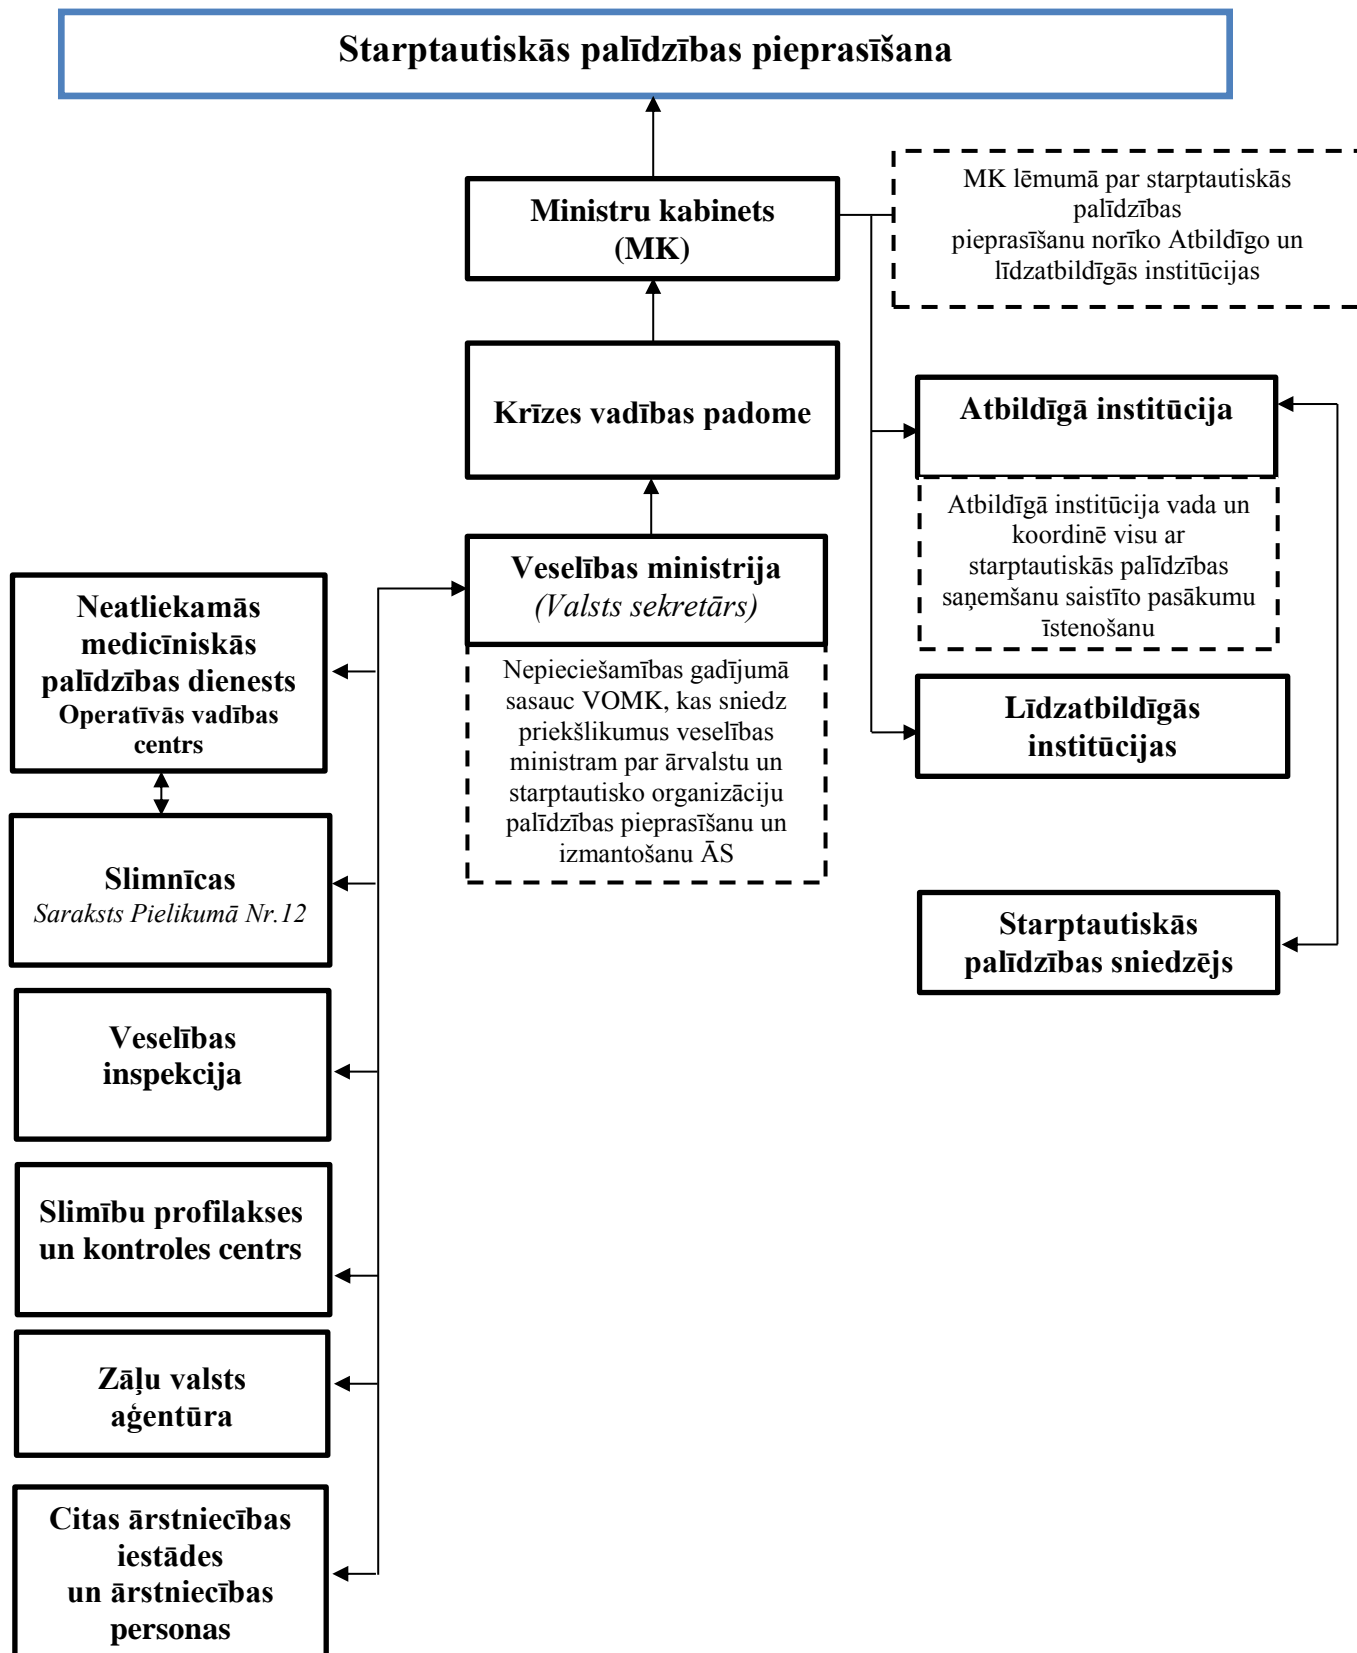 Starptautiskās palīdzības pieprasīšana
Ministru kabinets
(MK)
MK lēmumā par starptautiskās
palīdzības
pieprasīšanu norīko Atbildīgo un
līdzatbildīgās institūcijas
Krīzes vadības padome
Atbildīgā institūcija
Atbildīgā institūcija vada un
koordinē visu ar
starptautiskās palīdzības
saņemšanu saistīto pasākumu
īstenošanu
Veselības ministrija
(Valsts sekretārs)
Nepieciešamības gadījumā
sasauc VOMK, kas sniedz
priekšlikumus veselības
ministram par ārvalstu un
starptautisko organizāciju
palīdzības pieprasīšanu un
izmantošanu ĀS
Līdzatbildīgās
institūcijas
Starptautiskās
palīdzības sniedzējs
Neatliekamās
medicīniskās
palīdzības dienests
Operatīvās vadības
centrs
Slimnīcas
Saraksts Pielikumā Nr.12
Veselības
inspekcija
Slimību profilakses
un kontroles centrs
Zāļu valsts
aģentūra
Citas ārstniecības
iestādes
un ārstniecības
personas